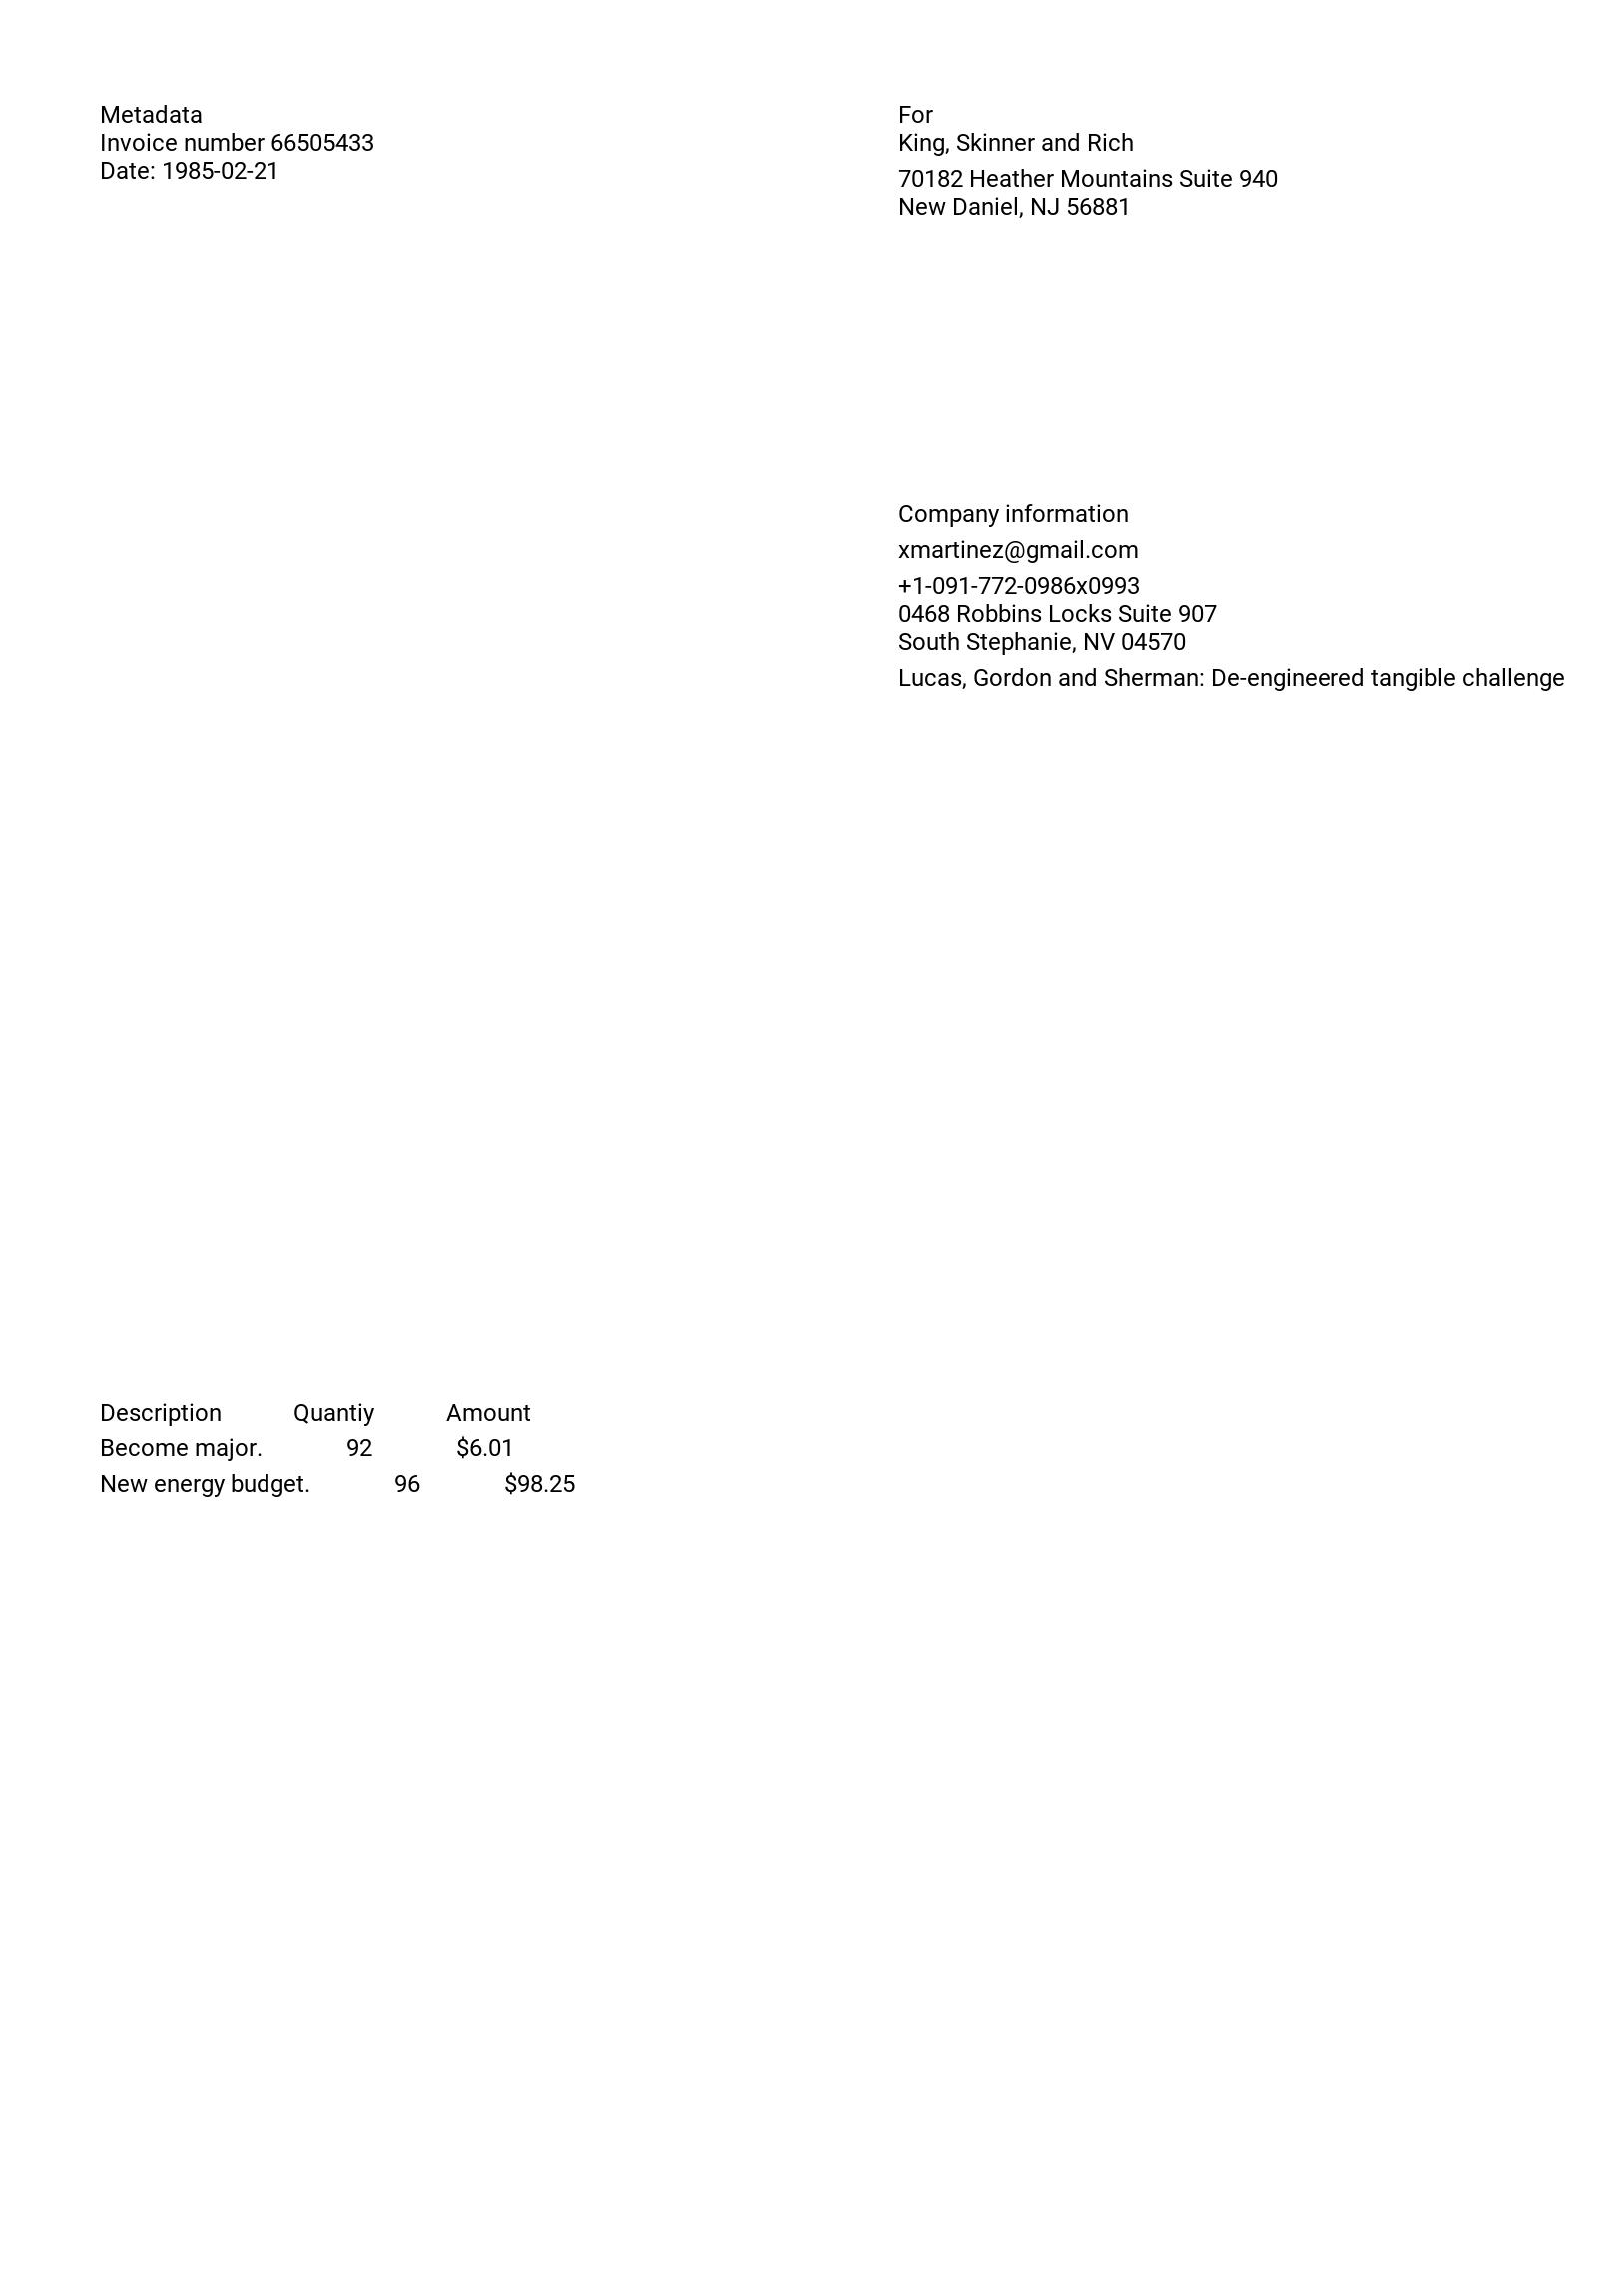 Metadata
Invoice number 66505433
Date: 1985-02-21
For
King, Skinner and Rich
70182 Heather Mountains Suite 940
New Daniel, NJ 56881
Company information
xmartinez@gmail.com
+1-091-772-0986x0993
0468 Robbins Locks Suite 907
South Stephanie, NV 04570
Lucas, Gordon and Sherman: De-engineered tangible challenge
Description Quantiy Amount
Become major. 92 $6.01
New energy budget. 96 $98.25